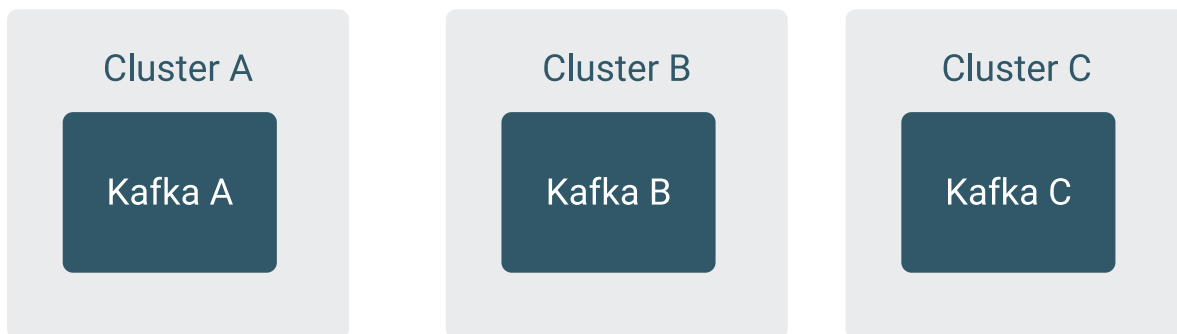 Cluster A
Kafka A
Cluster B
Kafka B
Cluster C
Kafka C